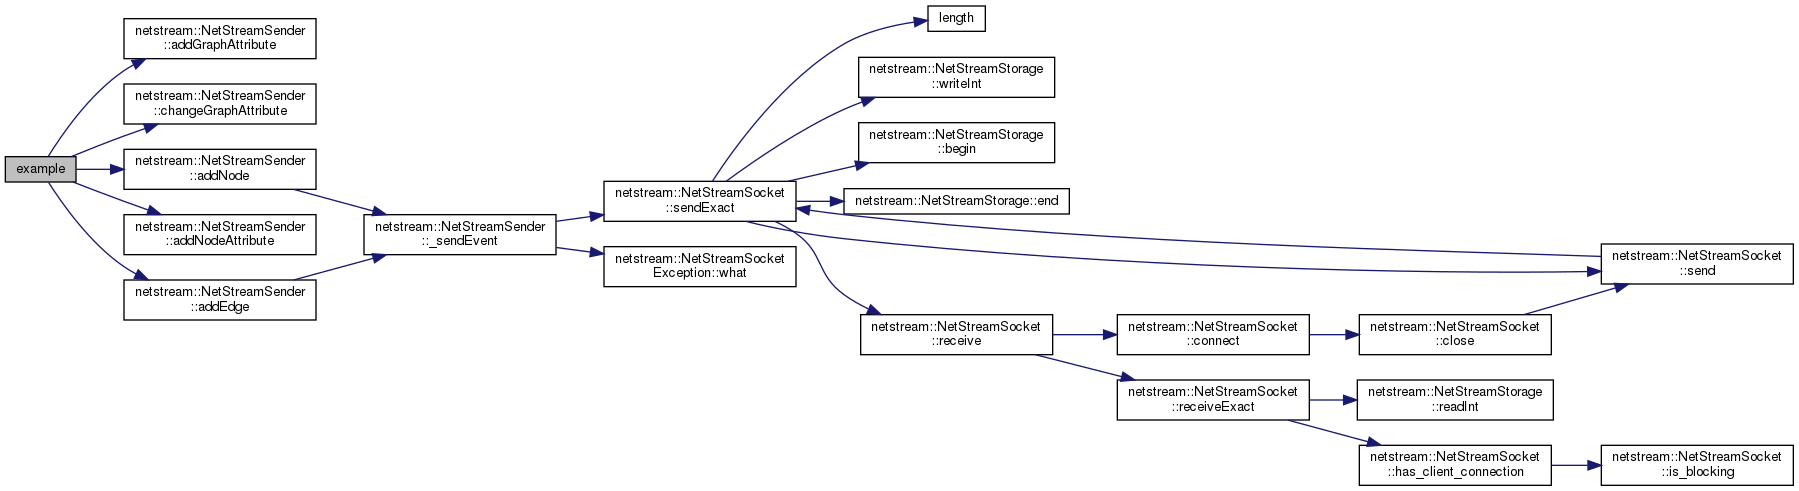 example
netstream::NetStreamSender
::addGraphAttribute
netstream::NetStreamSender
::changeGraphAttribute
netstream::NetStreamSender
::addNode
netstream::NetStreamSender
::addNodeAttribute
netstream::NetStreamSender
::addEdge
netstream::NetStreamSender
::_sendEvent
netstream::NetStreamSocket
::sendExact
netstream::NetStreamSocket
Exception::what
length
netstream::NetStreamStorage
::writeInt
netstream::NetStreamStorage
::begin
netstream::NetStreamStorage::end
netstream::NetStreamSocket
::receive
netstream::NetStreamSocket
::connect
netstream::NetStreamSocket
::receiveExact
netstream::NetStreamSocket
::close
netstream::NetStreamStorage
::readInt
netstream::NetStreamSocket
::has_client_connection
netstream::NetStreamSocket
::send
netstream::NetStreamSocket
::is_blocking